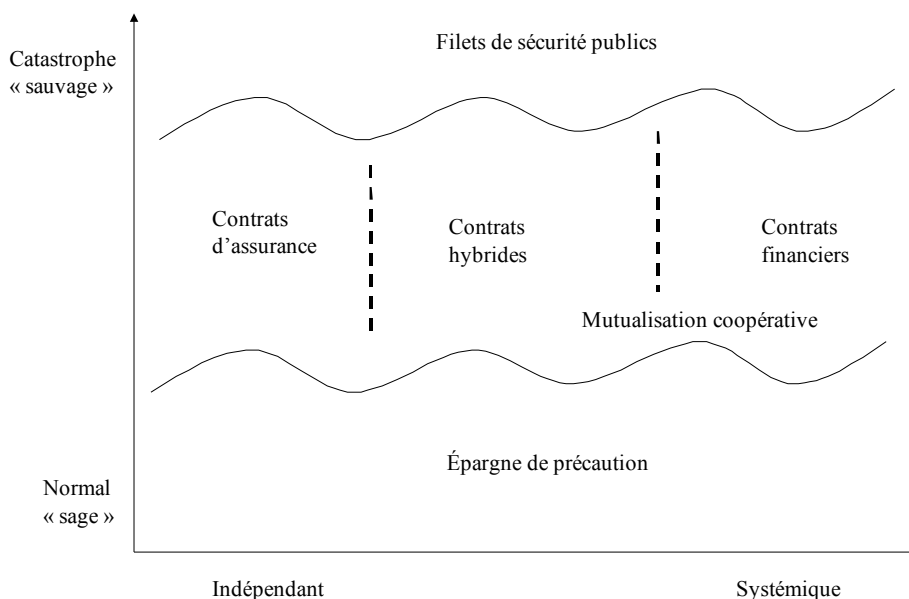 Filets de sécurité publics
Catastrophe
« sauvage »
Contrats
d’assurance
Contrats
hybrides
Contrats
financiers
Mutualisation coopérative
Épargne de précaution
Normal
« sage »
Indépendant
Systémique